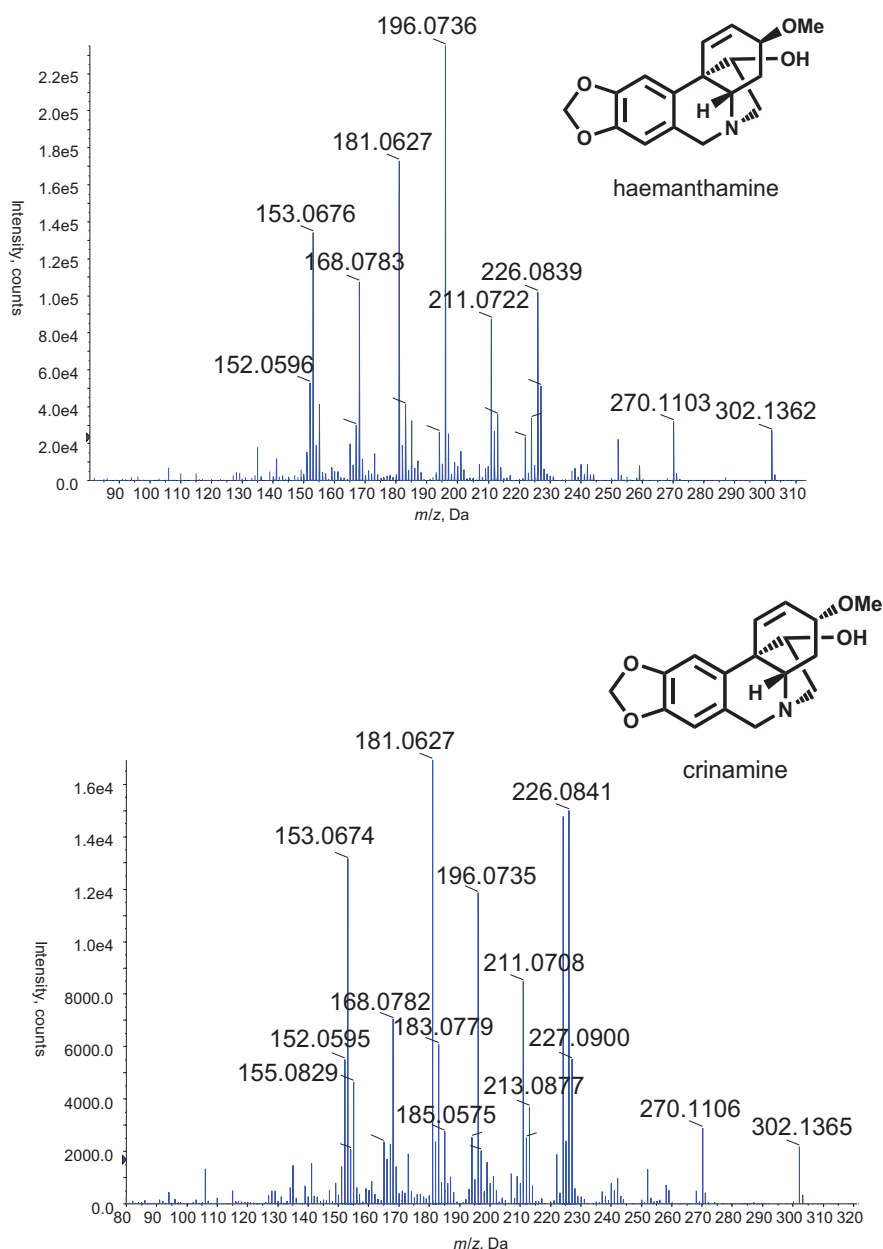 196.0736
OMe
OH
H
N
O
O
haemanthamine
2.2e5
2.0e5
1.8e5
1.6e5
1.4e5
1.2e5
1.0e5
8.0e4
6.0e4
4.0e4
2.0e4
0.0
Intensity, counts
181.0627
153.0676
168.0783
226.0839
211.0722
152.0596
270.1103
302.1362
90 100 110 120 130 140 150 160 170 180 190 200 210 220 230 240 250 260 270 280 290 300 310
m/z, Da
OMe
OH
H
N
O
O
crinamine
181.0627
226.0841
1.6e4
1.4e4
1.2e4
1.0e4
8000.0
6000.0
4000.0
2000.0
0.0
Intensity, counts
153.0674
196.0735
211.0708
168.0782
183.0779
152.0595
227.0900
155.0829
213.0877
185.0575
270.1106
302.1365
80 90 100 110 120 130 140 150 160 170 180 190 200 210 220 230 240 250 260 270 280 290 300 310 320
m/z, Da